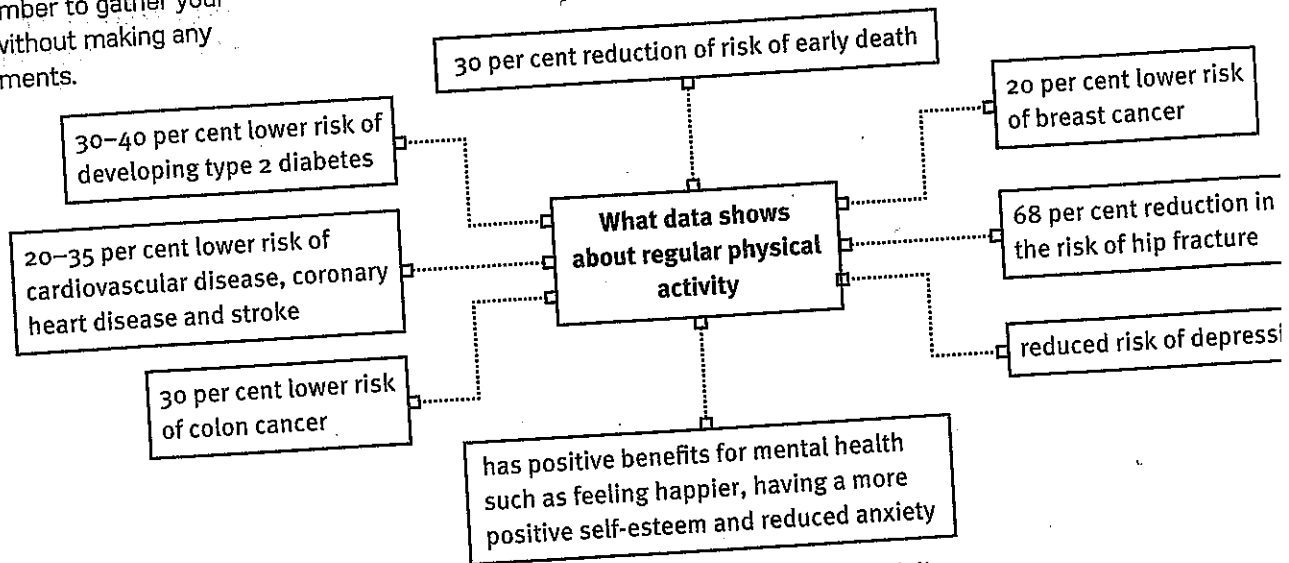 to gather your
without making any
30 per cent reduction of risk of early death
20 per cent lower risk
of breast cancer
30–40 per cent lower risk of
developing type 2 diabetes
What data shows
about regular physical
activity
68 per cent reduction in
the risk of hip fracture
20–35 per cent lower risk of
cardiovascular disease, coronary
heart disease and stroke
reduced risk of depressi
30 per cent lower risk
of colon cancer
has positive benefits for mental health
such as feeling happier, having a more
positive self-esteem and reduced anxiety